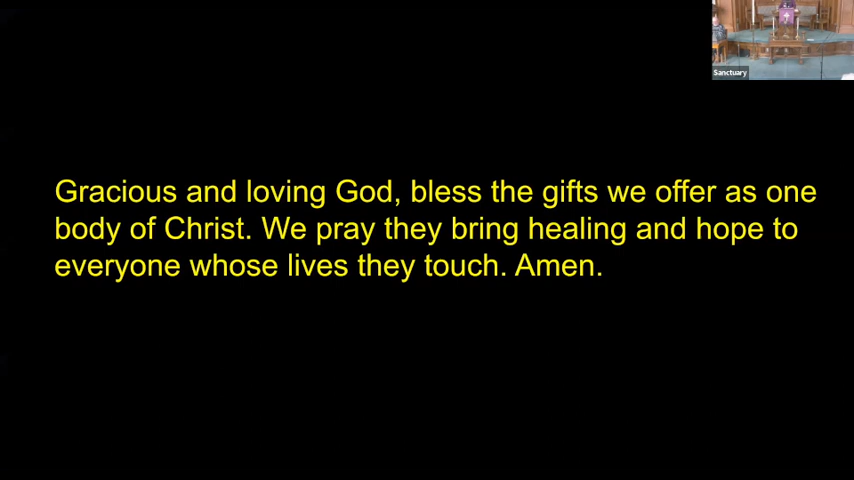 Sanctuary
Gracious and loving God, bless the gifts we offer as one
body of Christ. We pray they bring healing and hope to
everyone whose lives they touch. Amen.